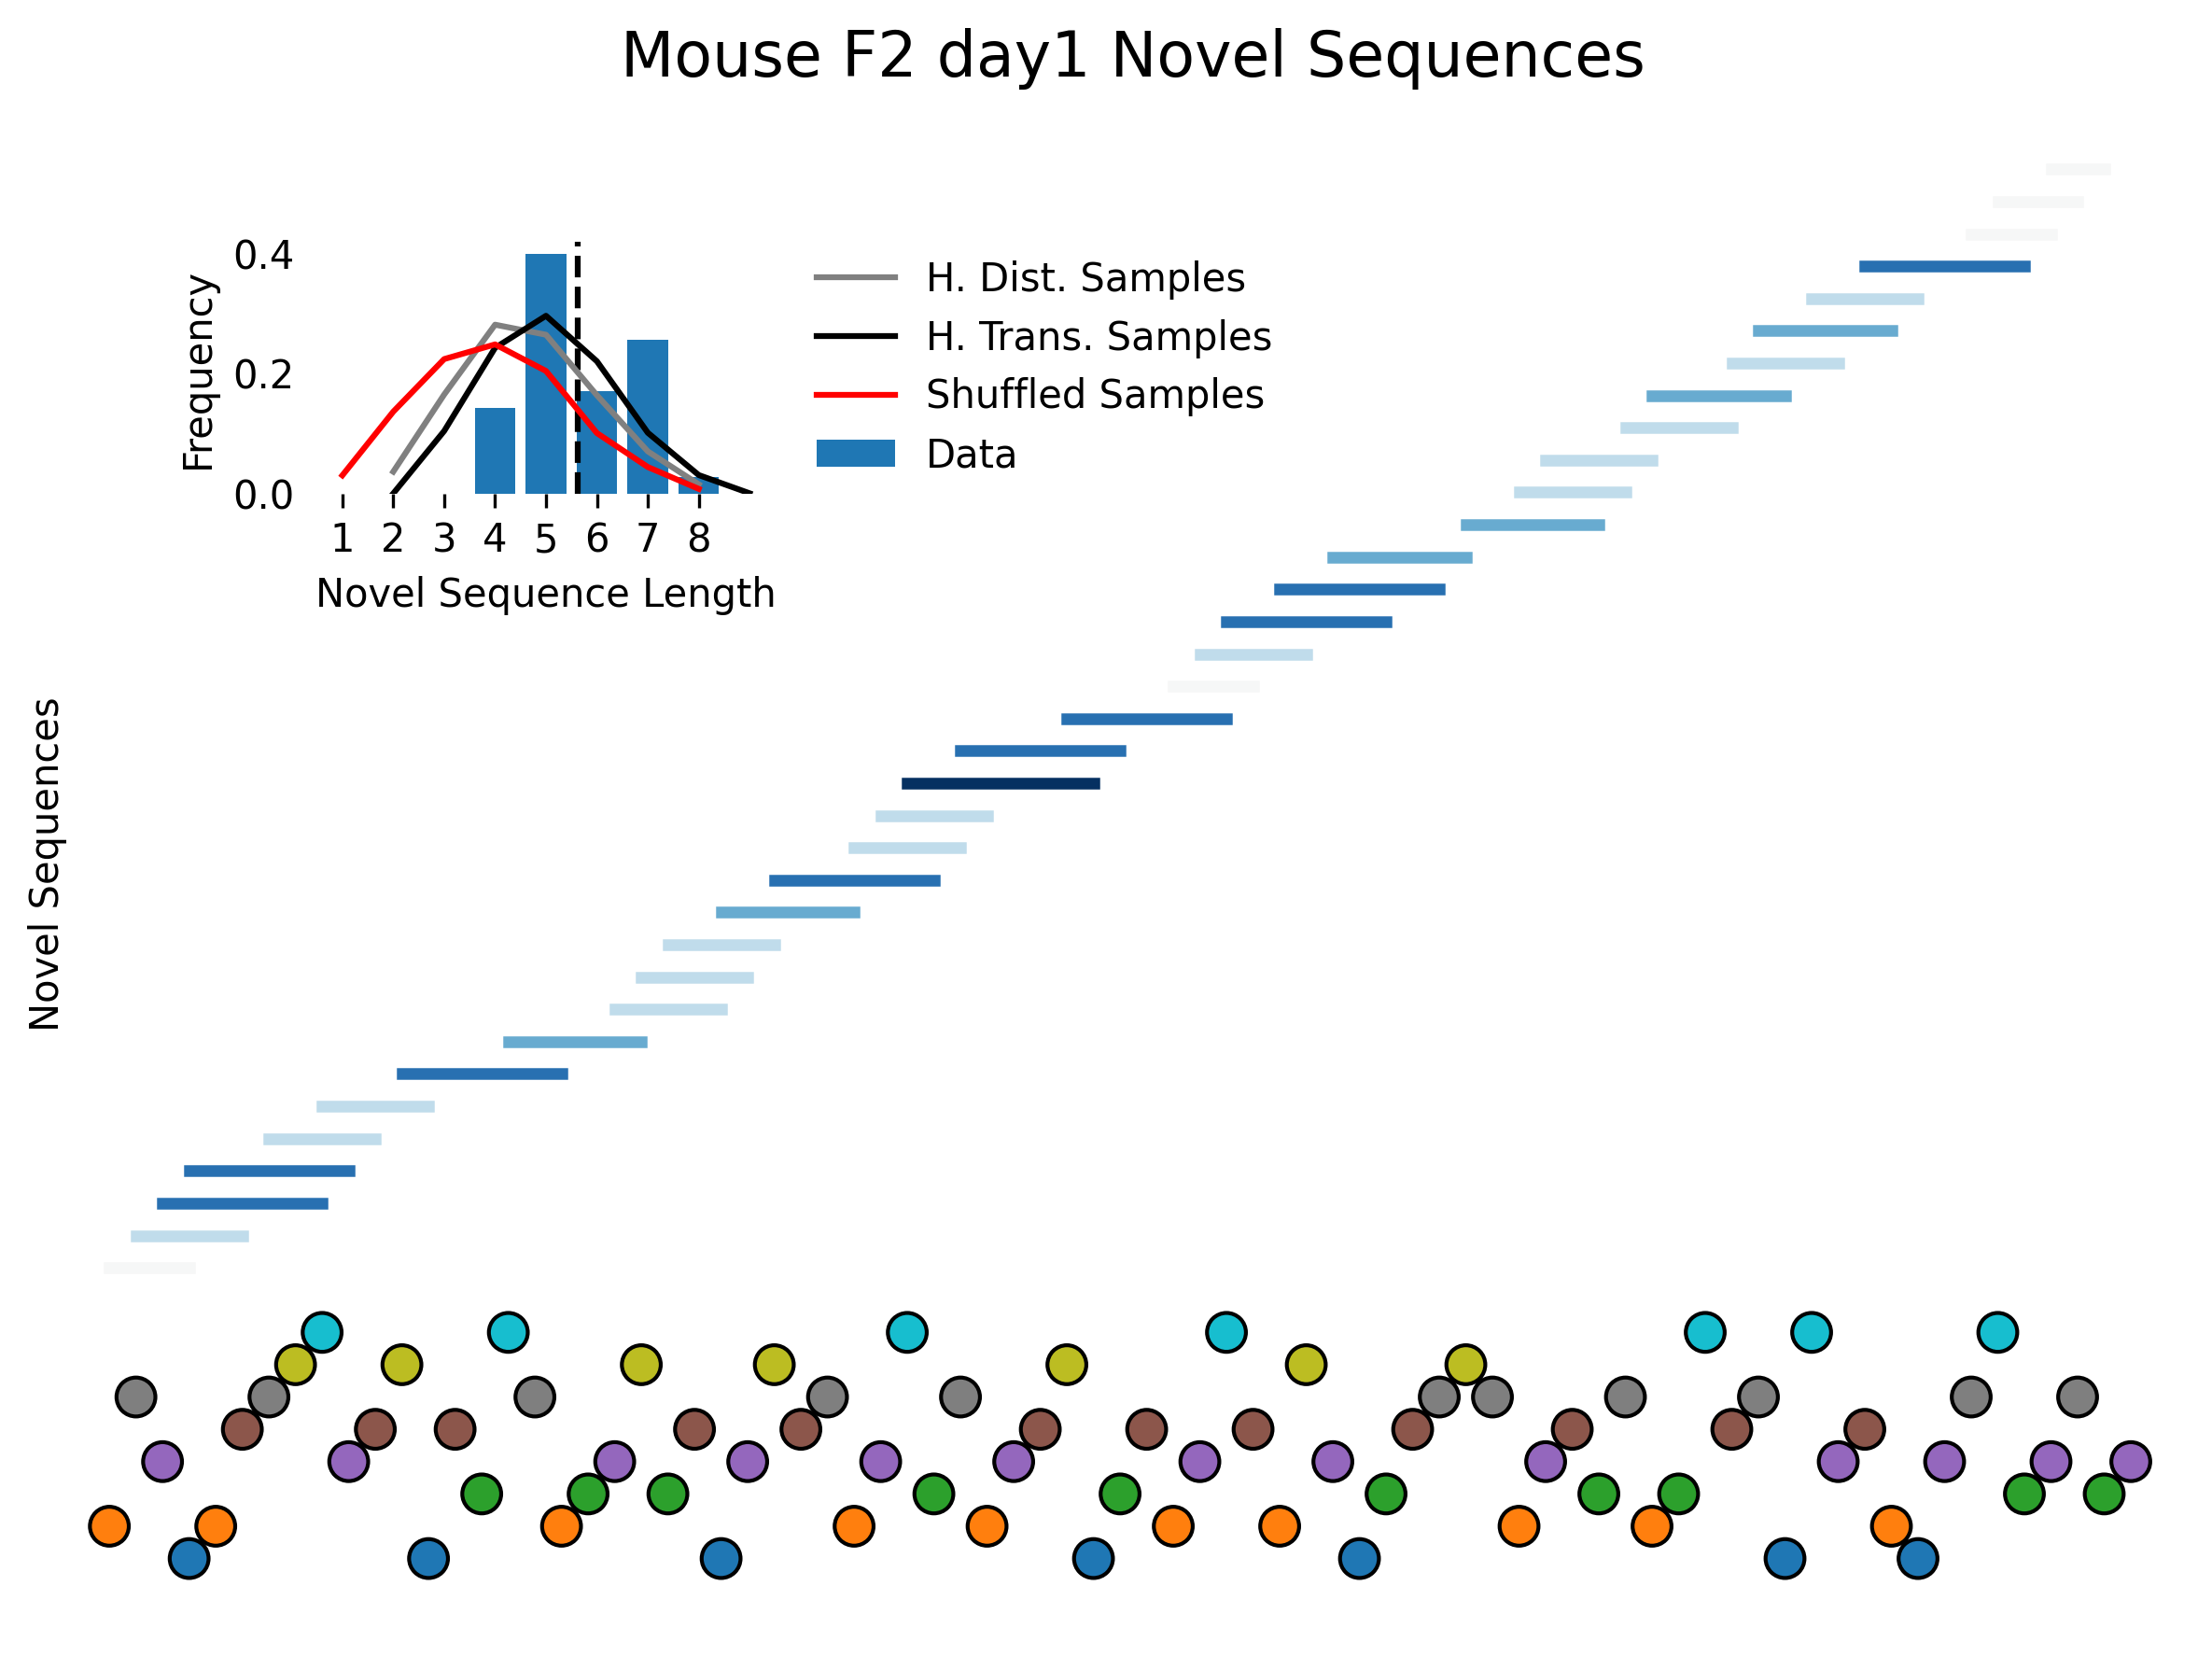 Mouse F2 day1 Novel Sequences
Frequency
0.4
0.2
0.0
1 2 3 4 5 6 7 8
Novel Sequence Length
H. Dist. Samples
H. Trans. Samples
Shuffled Samples
Data
Novel Sequences